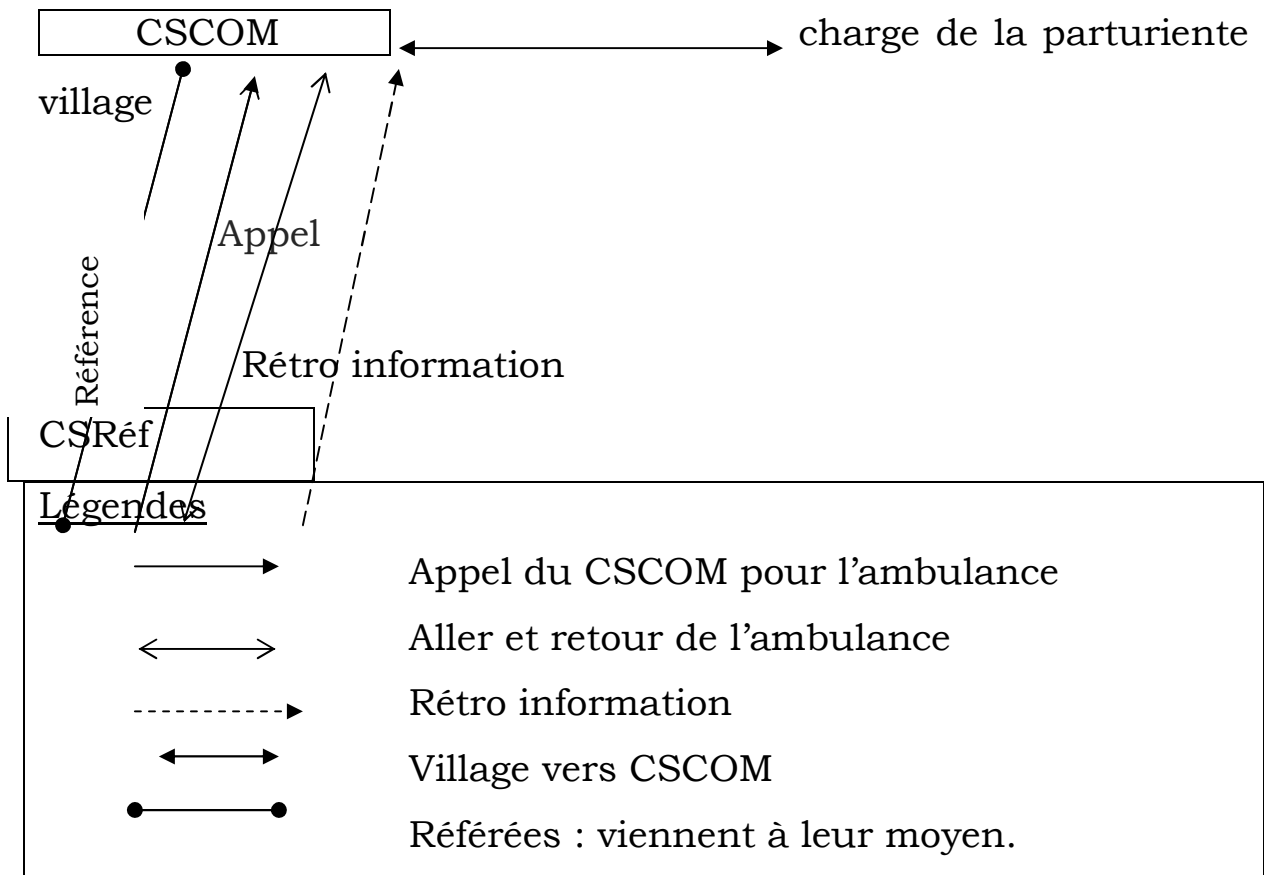 CSCOM
charge de la parturiente
village
Appel
Référence
Rétro information
CSRéf
Légendes
Appel du CSCOM pour l’ambulance
Aller et retour de l’ambulance
Rétro information
Village vers CSCOM
Référées : viennent à leur moyen.